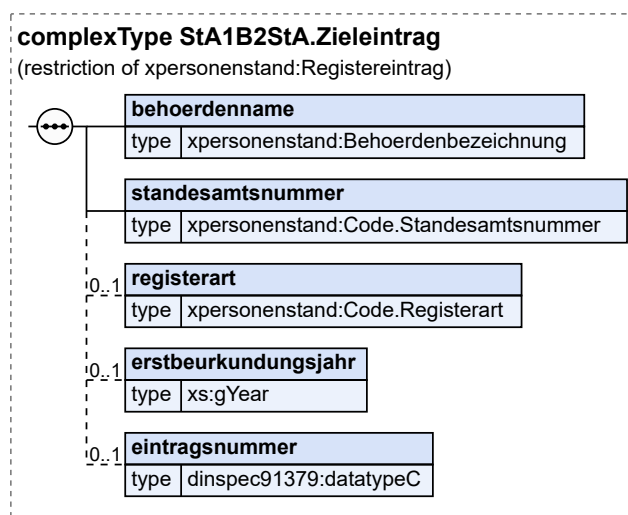 complexType StA1B2StA.Zieleintrag
(restriction of xpersonenstand:Registereintrag)
behoerdenname
type xpersonenstand:Behoerdenbezeichnung
standesamtsnummer
type xpersonenstand:Code.Standesamtsnummer
0..1 registerart
type xpersonenstand:Code.Registerart
0..1 erstbeurkundungsjahr
type xs:gYear
0..1 eintragsnummer
type dinspec91379:datatypeC